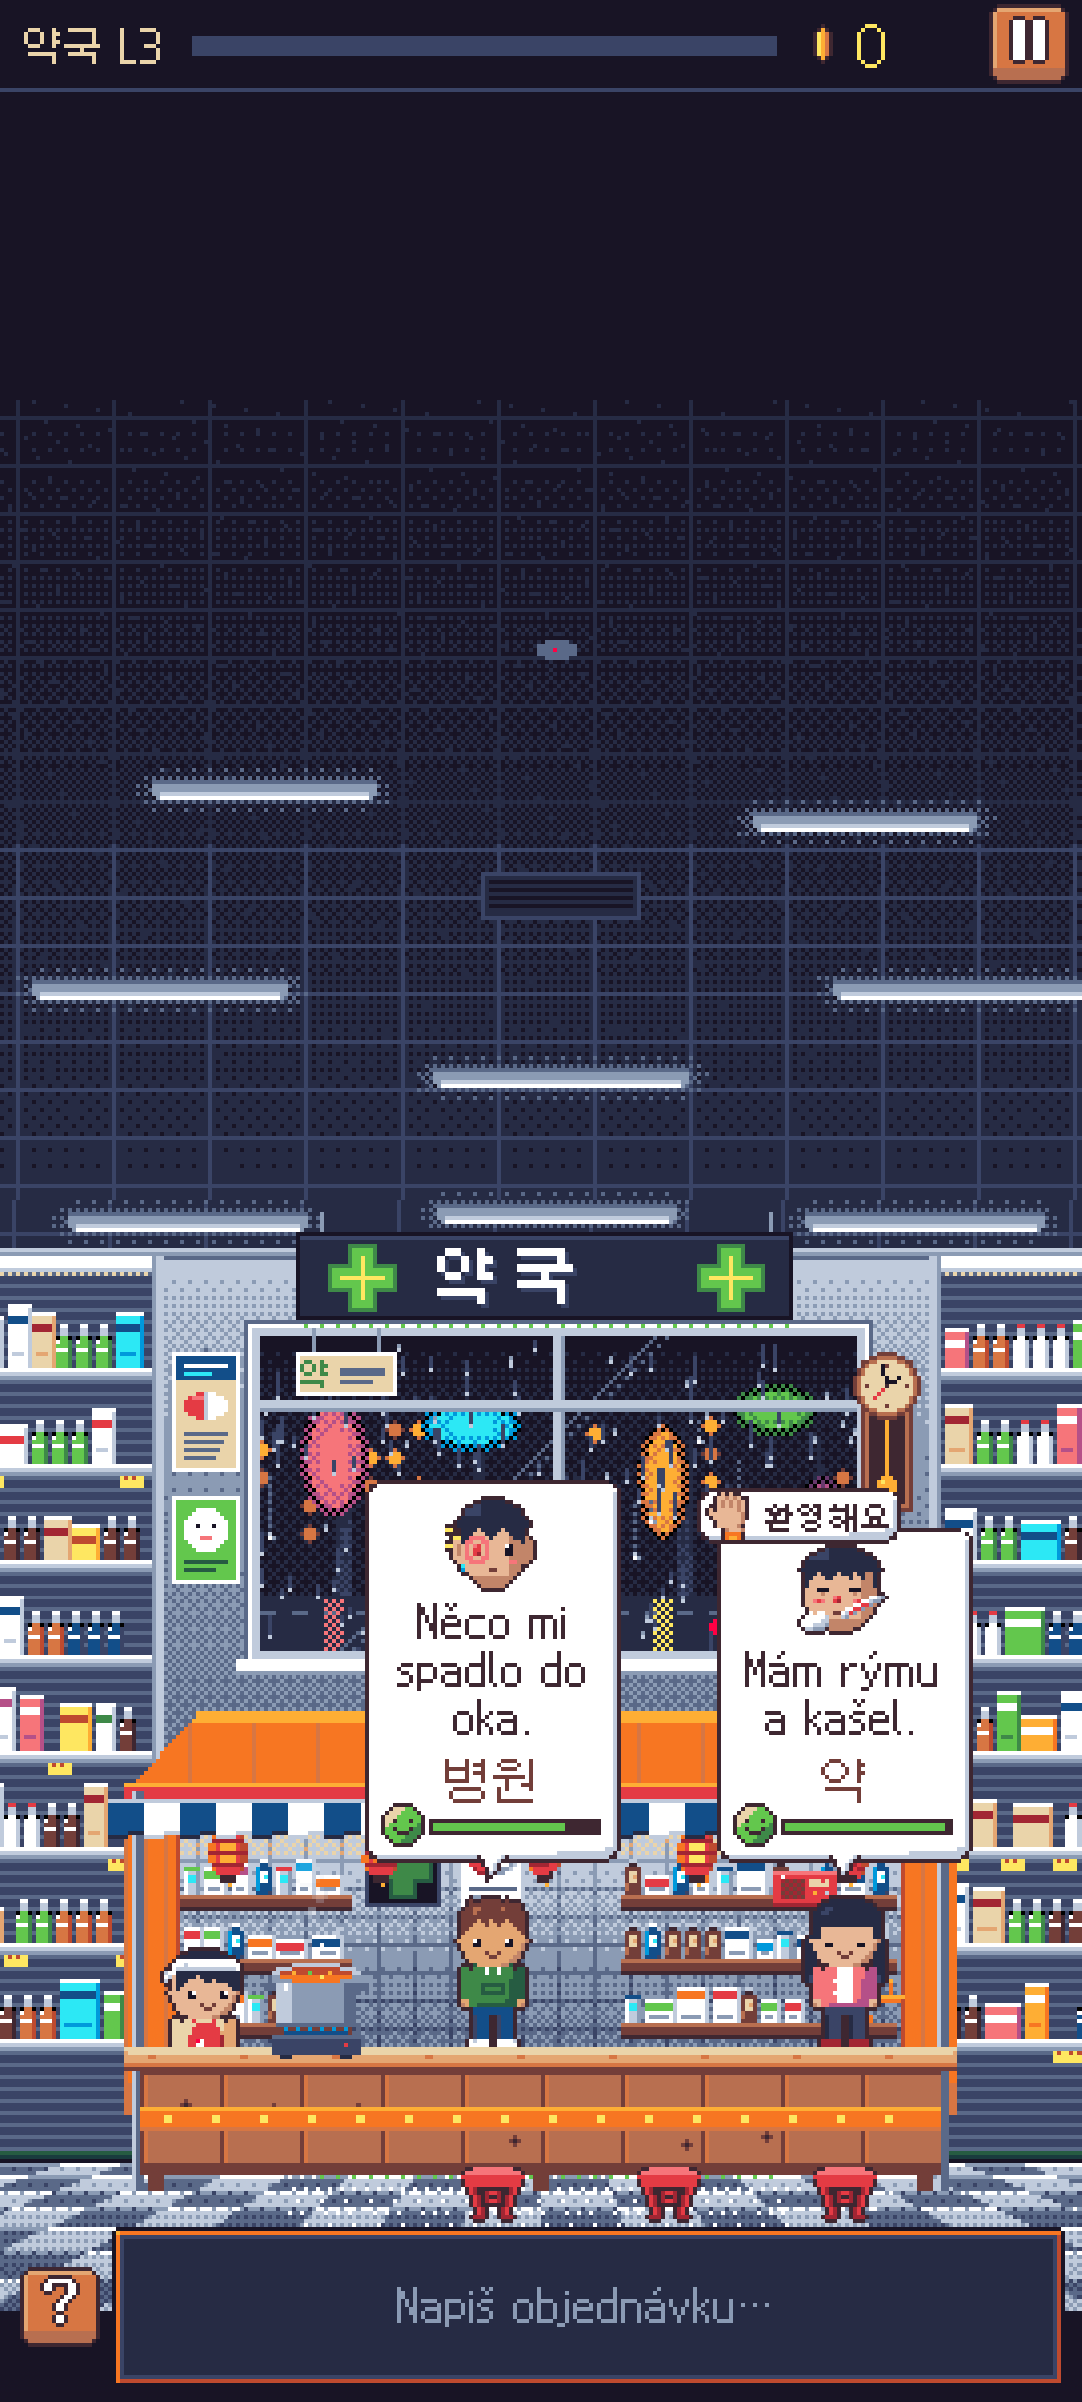 약국 L3
0
약국
약
환영해요
Něco mi
spadlo do
oka.
병원
Mám rýmu
a kašel.
약
?
Napiš objednávku…